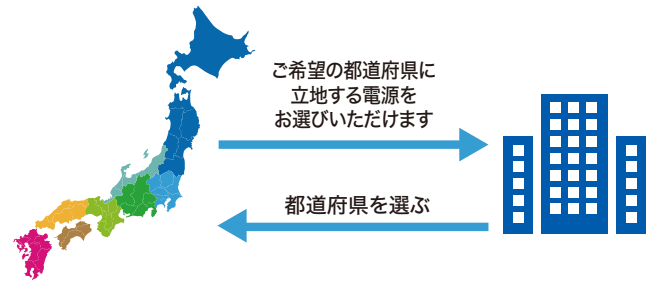 ご希望の都道府県に
立地する電源を
お選びいただけます
都道府県を選ぶ